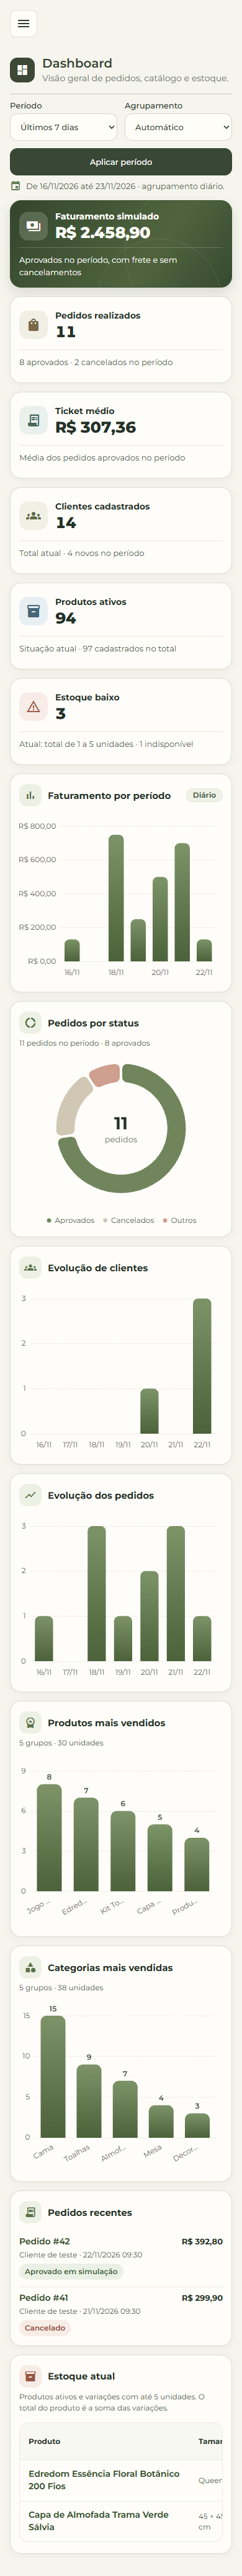 Dashboard
Visão geral de pedidos, catálogo e estoque.
Período
Agrupamento
Últimos 7 dias
Automático
Aplicar período
De 16/11/2026 até 23/11/2026 · agrupamento diário.
Faturamento simulado
R$ 2.458,90
Aprovados no período, com frete e sem
cancelamentos
Pedidos realizados
11
8 aprovados · 2 cancelados no período
Ticket médio
R$ 307,36
Média dos pedidos aprovados no período
Clientes cadastrados
14
Total atual · 4 novos no período
Produtos ativos
94
Situação atual · 97 cadastrados no total
Estoque baixo
3
Atual: total de 1 a 5 unidades · 1 indisponível
Faturamento por período
Diário
R$ 800,00
R$ 600,00
R$ 400,00
R$ 200,00
R$ 0,00
16/11 18/11 20/11 22/11
Pedidos por status
11 pedidos no período · 8 aprovados
11
pedidos
Aprovados Cancelados Outros
Evolução de clientes
3
2
1
0
16/11 17/11 18/11 19/11 20/11 21/11 22/11
Evolução dos pedidos
3
2
1
0
16/11 17/11 18/11 19/11 20/11 21/11 22/11
Produtos mais vendidos
5 grupos · 30 unidades
9
6
3
0
8 7 6 5 4
Jogo ... Edred... Kit To... Capa ... Produ...
Categorias mais vendidas
5 grupos · 38 unidades
15
10
5
0
15 9 7 4 3
Cama Toalhas Almof... Mesa Decor...
Pedidos recentes
Pedido #42 R$ 392,80
Cliente de teste · 22/11/2026 09:30
Aprovado em simulação
Pedido #41 R$ 299,90
Cliente de teste · 21/11/2026 09:30
Cancelado
Estoque atual
Produtos ativos e variações com até 5 unidades. O
total do produto é a soma das variações.
Produto
Edredom Essência Floral Botânico
200 Fios
Queen
Capa de Almofada Trama Verde
Sálvia
45 × 45
cm